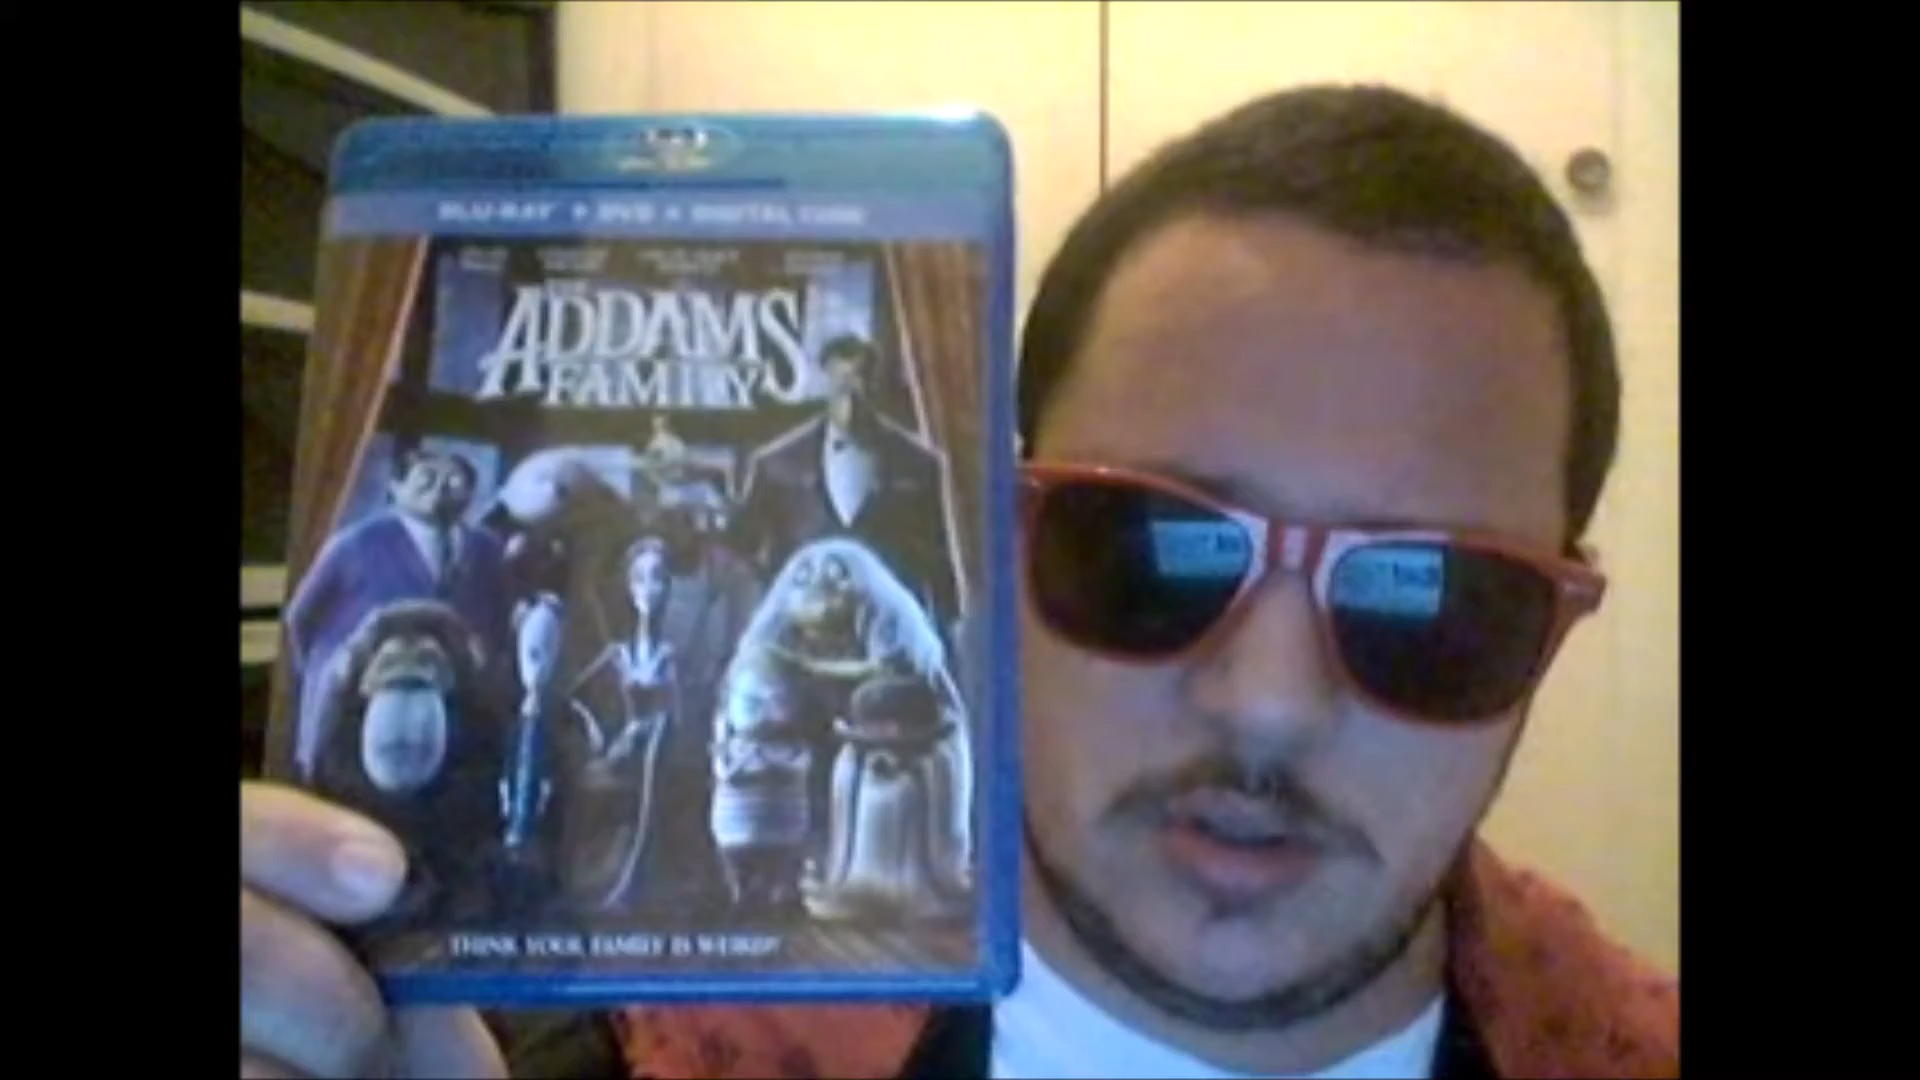 BLU-RAY + DVD + DIGITAL CODE
THE
ADDAMS
FAMILY
THINK YOUR FAMILY IS WEIRD?